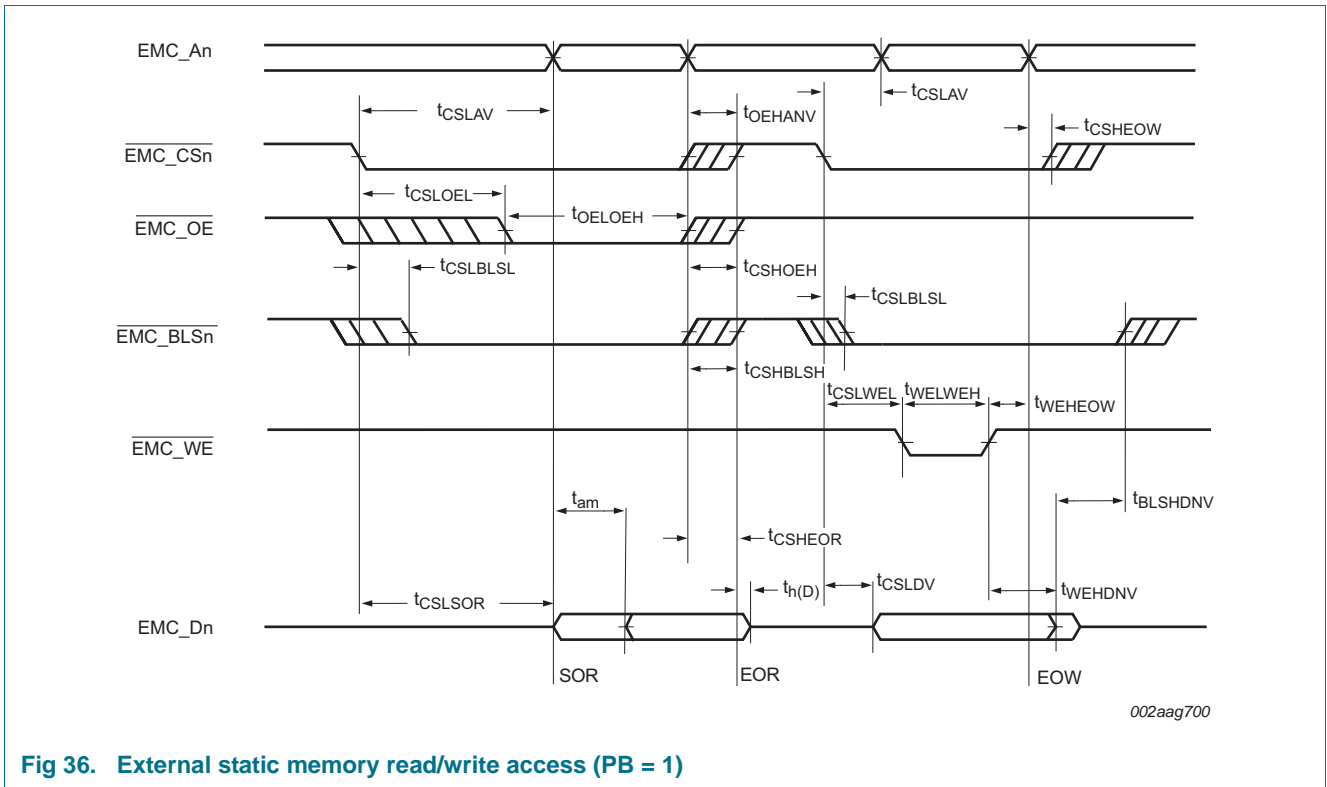 EMC_An
tCSLAV
tCSLAV
tOEHANV
tCSHEOW
EMC_CSn
tCSLOEL
tOELOEH
EMC_OE
tCSLBLSL
tCSHOEH
tCSLBLSL
EMC_BLSn
tCSHBLSH
tCSLWEL
tWELWEH
tWEHEOW
EMC_WE
tam
tBLSHDNV
tCSHEOR
tCSLSOR
th(D)
tCSLDV
tWEHDNV
EMC_Dn
SOR
EOR
EOW
002aag700
Fig 36. External static memory read/write access (PB = 1)